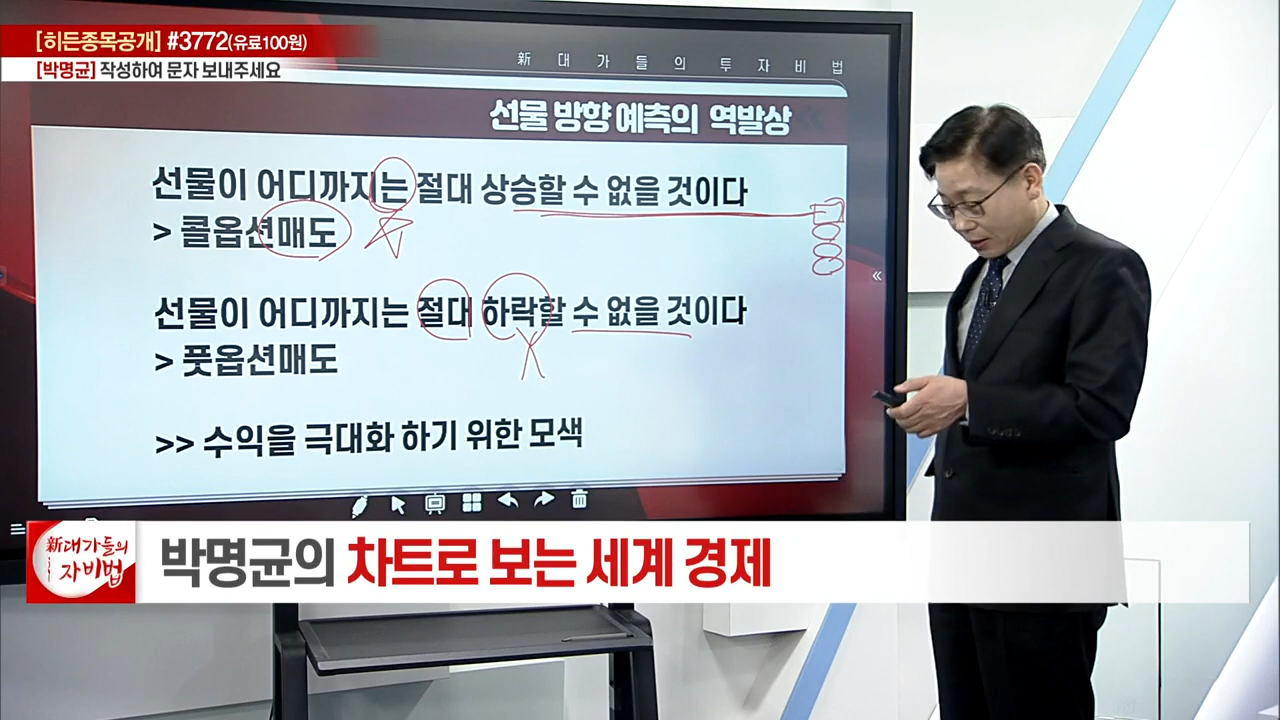 [히든종목공개] #3772(유료100원)
[박명균] 작성하여 문자 보내주세요
新 대 가 들 의 투 자 비 법
선물 방향 예측의 역발상
선물이 어디까지는 절대 상승할 수 없을 것이다
> 콜옵션매도
선물이 어디까지는 절대 하락할 수 없을 것이다
> 풋옵션매도
>> 수익을 극대화 하기 위한 모색
新대가들의
자비법
박명균의 차트로 보는 세계 경제